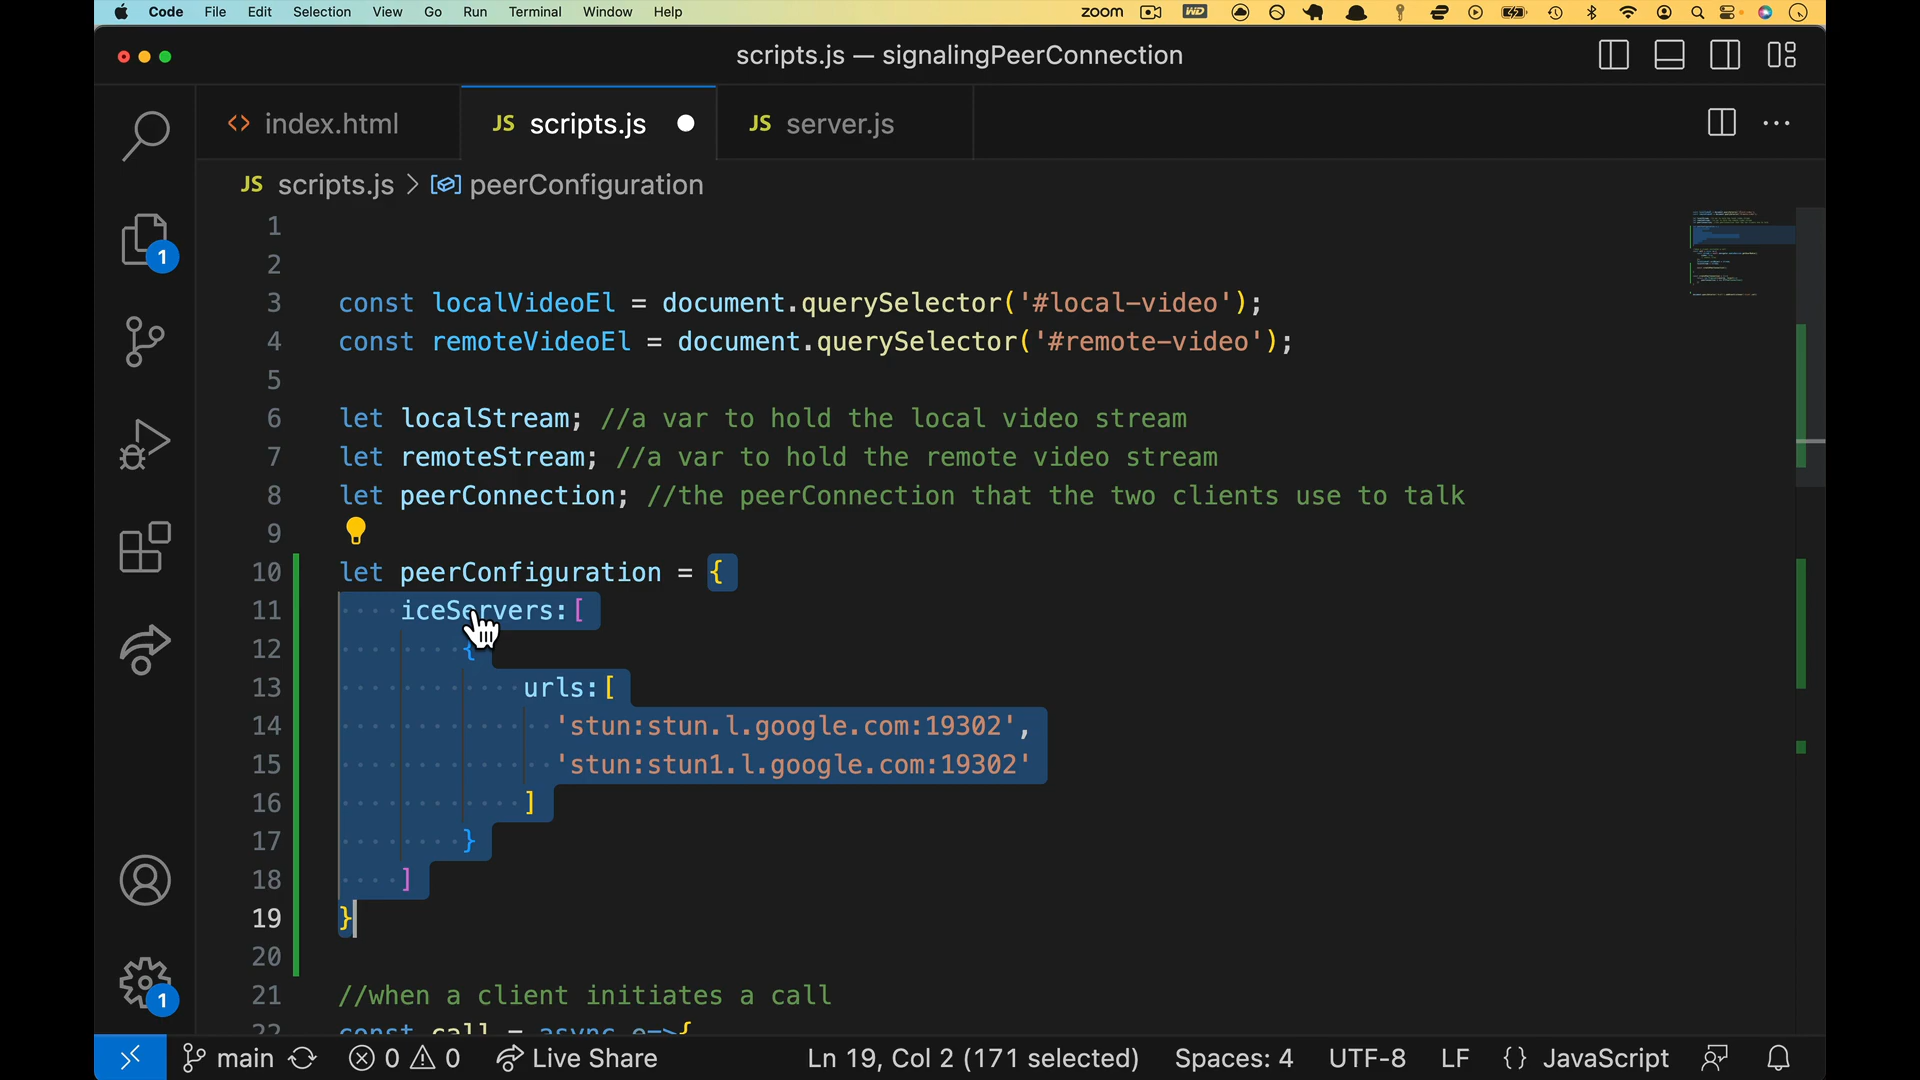 Code File Edit Selection View Go Run Terminal Window Help zoom WD
scripts.js — signalingPeerConnection
index.html
JS scripts.js
JS server.js
JS scripts.js > peerConfiguration
1
2
3 const localVideoEl = document.querySelector('#local-video');
4 const remoteVideoEl = document.querySelector('#remote-video');
5
6 let localStream; //a var to hold the local video stream
7 let remoteStream; //a var to hold the remote video stream
8 let peerConnection; //the peerConnection that the two clients use to talk
9
10 let peerConfiguration = {
11 iceServers:[
12 {
13 urls:[
14 'stun:stun.l.google.com:19302',
15 'stun:stun1.l.google.com:19302'
16 ]
17 }
18 ]
19 }
20
21 //when a client initiates a call
22 const call = async e=>{
1
1
main 0 0 Live Share Ln 19, Col 2 (171 selected) Spaces: 4 UTF-8 LF {} JavaScript